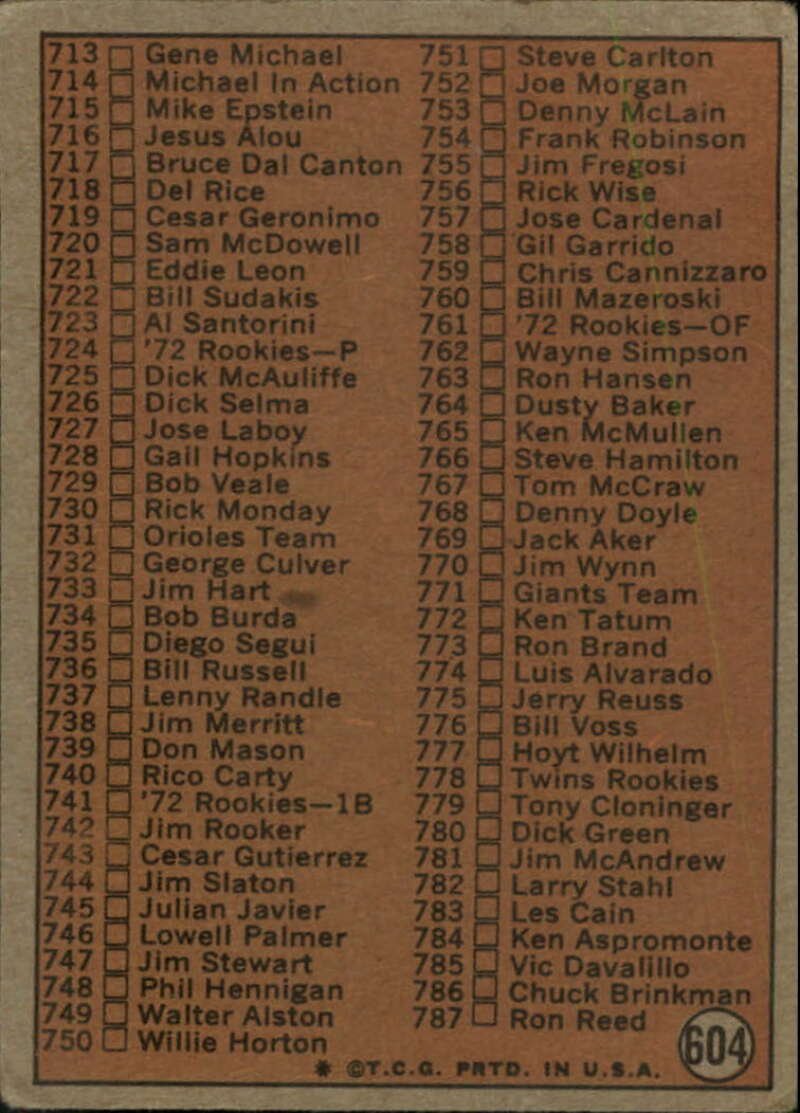 713 Gene Michael
714 Michael In Action
715 Mike Epstein
716 Jesus Alou
717 Bruce Dal Canton
718 Del Rice
719 Cesar Geronimo
720 Sam McDowell
721 Eddie Leon
722 Bill Sudakis
723 Al Santorini
724 '72 Rookies—P
725 Dick McAuliffe
726 Dick Selma
727 Jose Laboy
728 Gail Hopkins
729 Bob Veale
730 Rick Monday
731 Orioles Team
732 George Culver
733 Jim Hart
734 Bob Burda
735 Diego Segui
736 Bill Russell
737 Lenny Randle
738 Jim Merritt
739 Don Mason
740 Rico Carty
741 '72 Rookies—1B
742 Jim Rooker
743 Cesar Gutierrez
744 Jim Slaton
745 Julian Javier
746 Lowell Palmer
747 Jim Stewart
748 Phil Hennigan
749 Walter Alston
750 Willie Horton
751 Steve Carlton
752 Joe Morgan
753 Denny McLain
754 Frank Robinson
755 Jim Fregosi
756 Rick Wise
757 Jose Cardenal
758 Gil Garrido
759 Chris Cannizzaro
760 Bill Mazeroski
761 '72 Rookies—OF
762 Wayne Simpson
763 Ron Hansen
764 Dusty Baker
765 Ken McMullen
766 Steve Hamilton
767 Tom McCraw
768 Denny Doyle
769 Jack Aker
770 Jim Wynn
771 Giants Team
772 Ken Tatum
773 Ron Brand
774 Luis Alvarado
775 Jerry Reuss
776 Bill Voss
777 Hoyt Wilhelm
778 Twins Rookies
779 Tony Cloninger
780 Dick Green
781 Jim McAndrew
782 Larry Stahl
783 Les Cain
784 Ken Aspromonte
785 Vic Davalillo
786 Chuck Brinkman
787 Ron Reed
604
* ©T.C.G. PRTD. IN U.S.A.